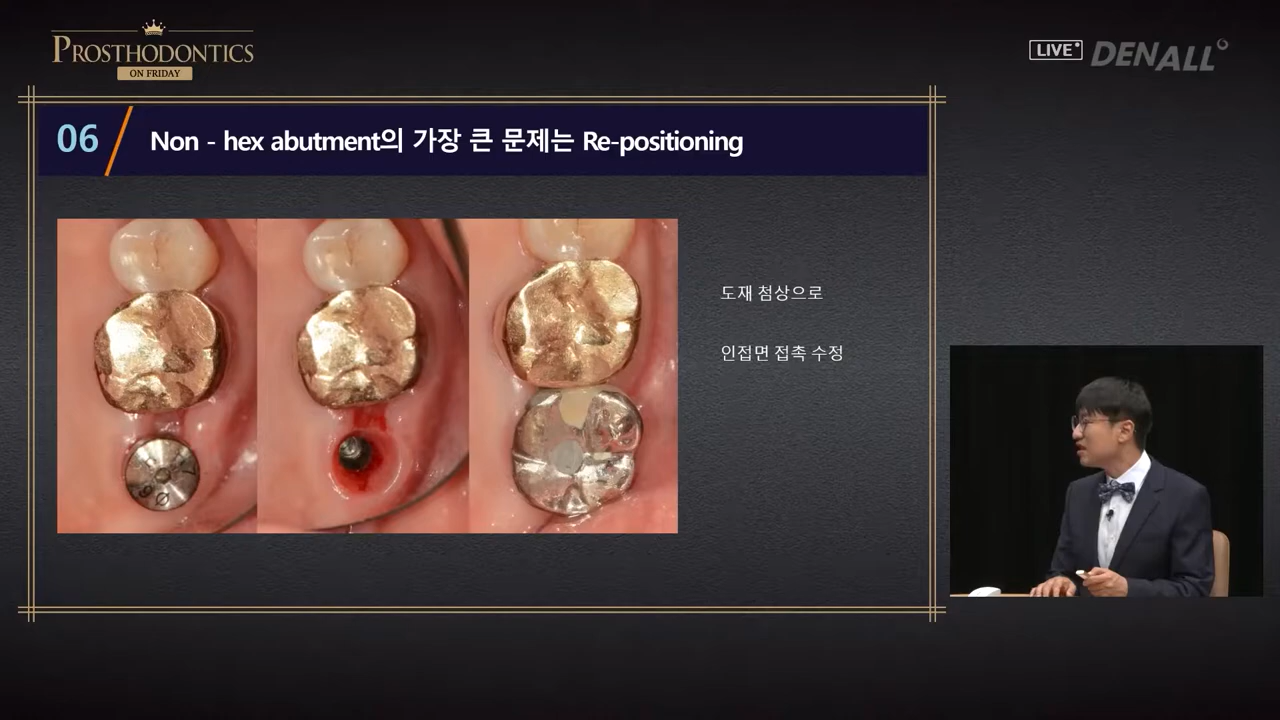 PROSTHODONTICS
ON FRIDAY
LIVE
DENALL
06
Non - hex abutment의 가장 큰 문제는 Re-positioning
도재 첨상으로
인접면 접촉 수정